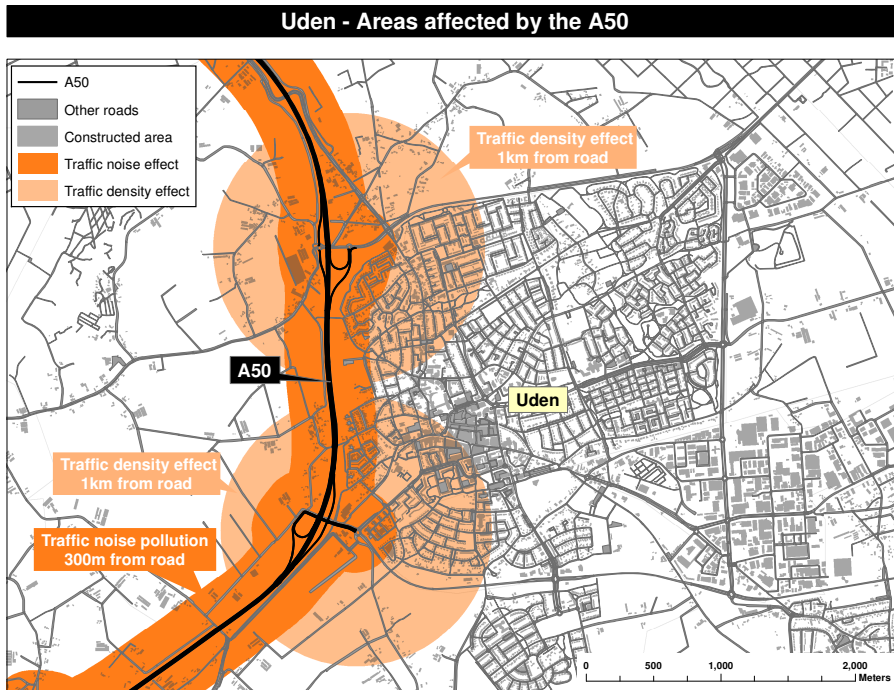 Uden - Areas affected by the A50
A50
Other roads
Constructed area
Traffic noise effect
Traffic density effect
Traffic density effect
1km from road
A50
Uden
Traffic density effect
1km from road
Traffic noise pollution
300m from road
0 500 1,000 2,000
Meters